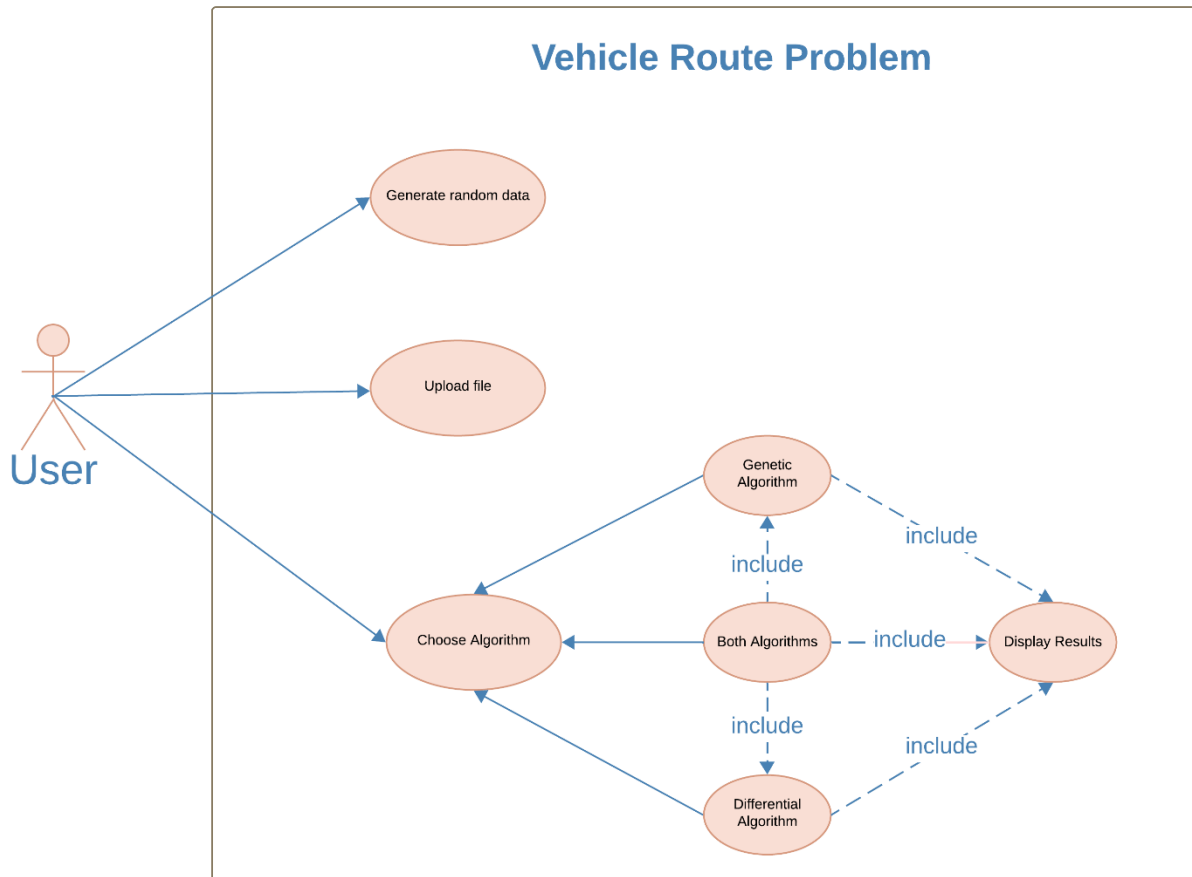 Vehicle Route Problem
Generate random data
Upload file
User
Genetic
Algorithm
include
include
Choose Algorithm
Both Algorithms
include
Display Results
include
include
Differential
Algorithm